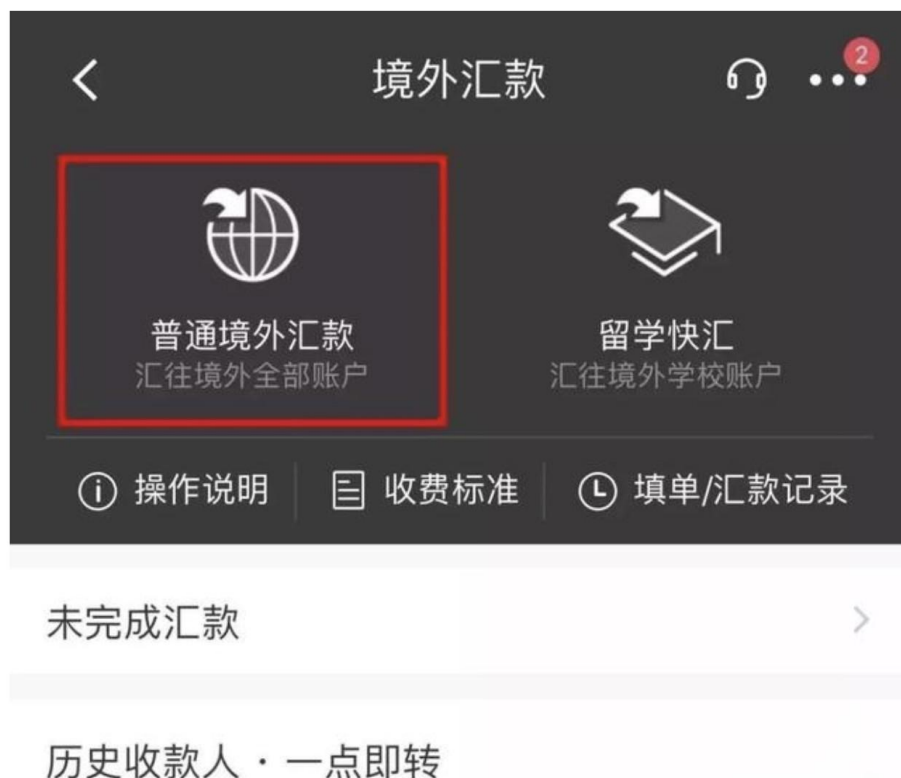 境外汇款
2
普通境外汇款
汇往境外全部账户
留学快汇
汇往境外学校账户
操作说明
收费标准
填单/汇款记录
未完成汇款
历史收款人·一点即转